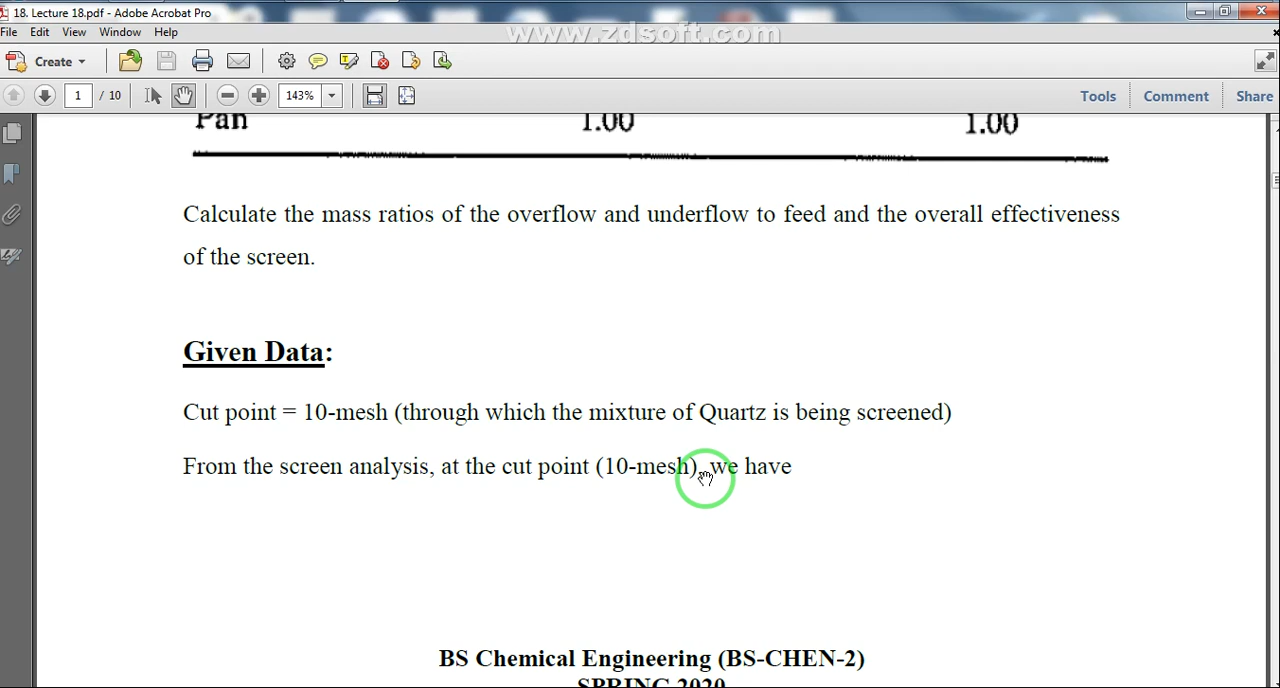 18. Lecture 18.pdf - Adobe Acrobat Pro
www.zdsoft.com
File Edit View Window Help
Create
1 / 10 143% Tools Comment Share
Pan 1.00 1.00
Calculate the mass ratios of the overflow and underflow to feed and the overall effectiveness
of the screen.
Given Data:
Cut point = 10-mesh (through which the mixture of Quartz is being screened)
From the screen analysis, at the cut point (10-mesh), we have
BS Chemical Engineering (BS-CHEN-2)
SPRING 2020